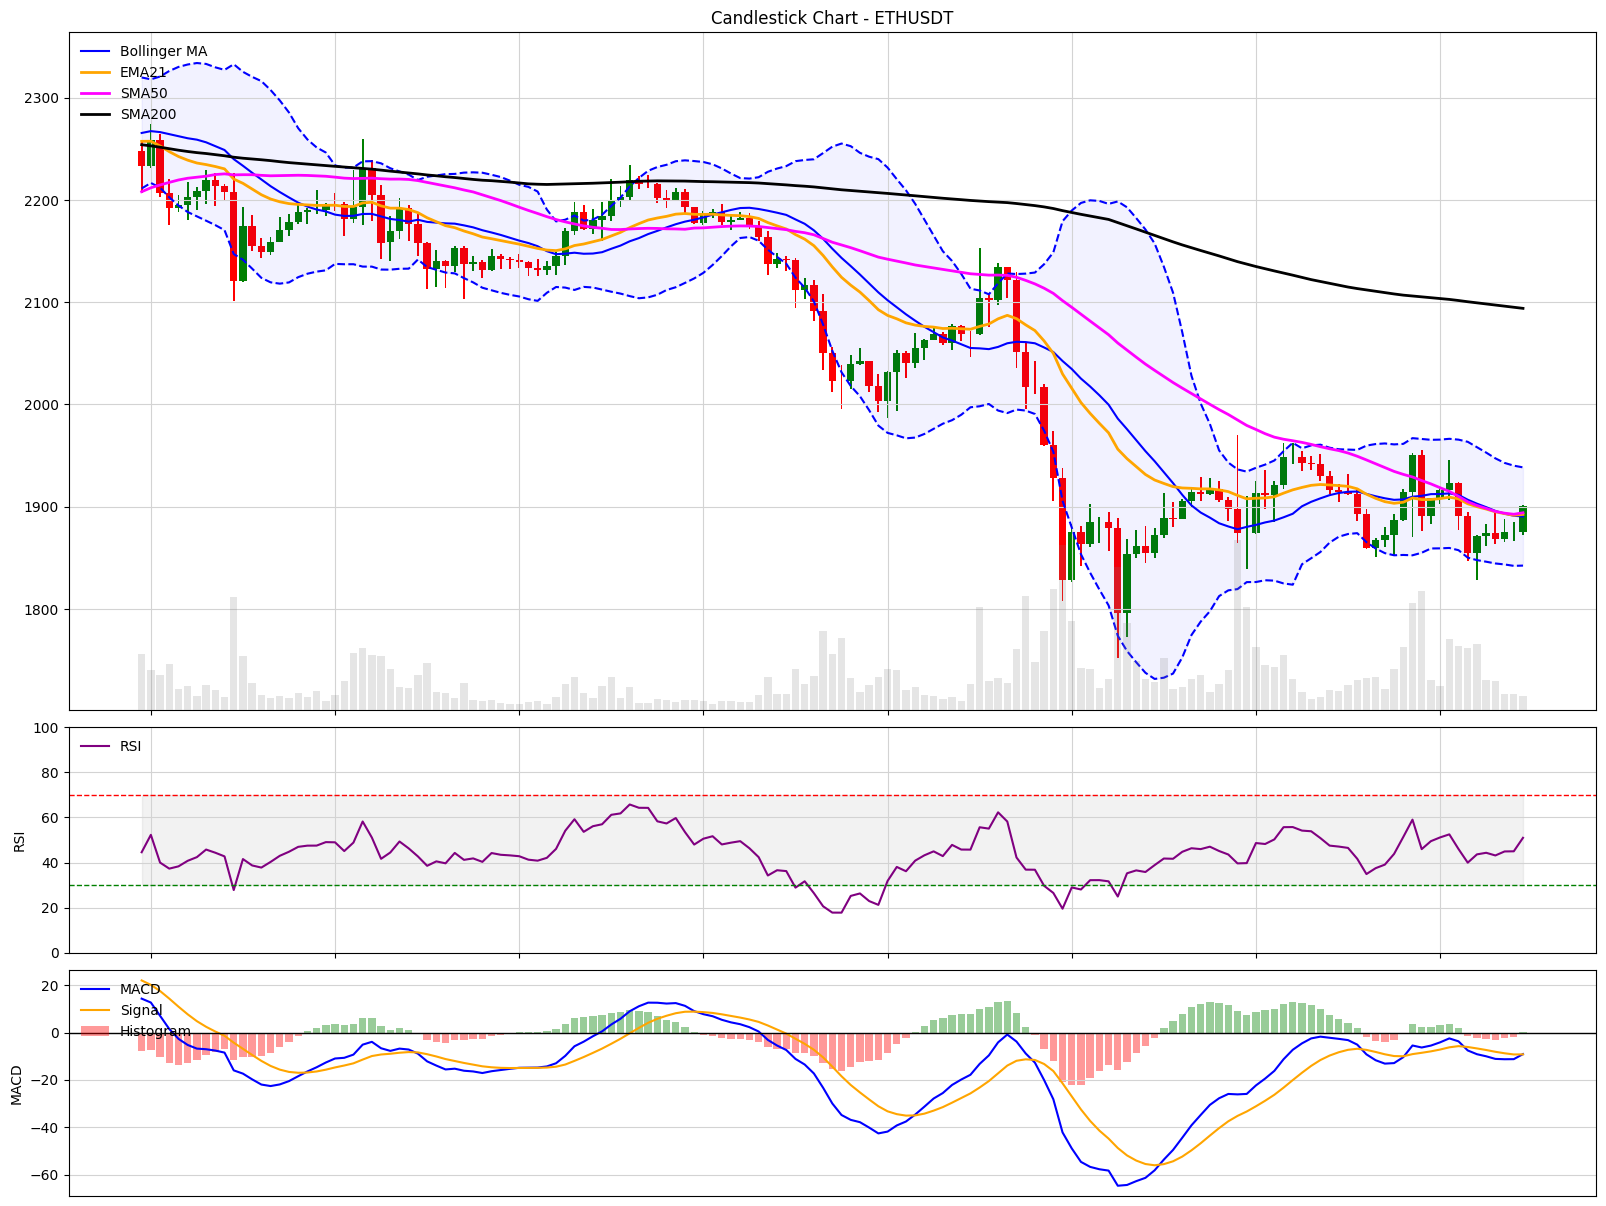 Candlestick Chart - ETHUSDT
Bollinger MA
EMA21
SMA50
SMA200
2300
2200
2100
2000
1900
1800
100
80
60
40
20
0
RSI
RSI
20
0
−20
−40
−60
MACD
MACD
Signal
Histogram